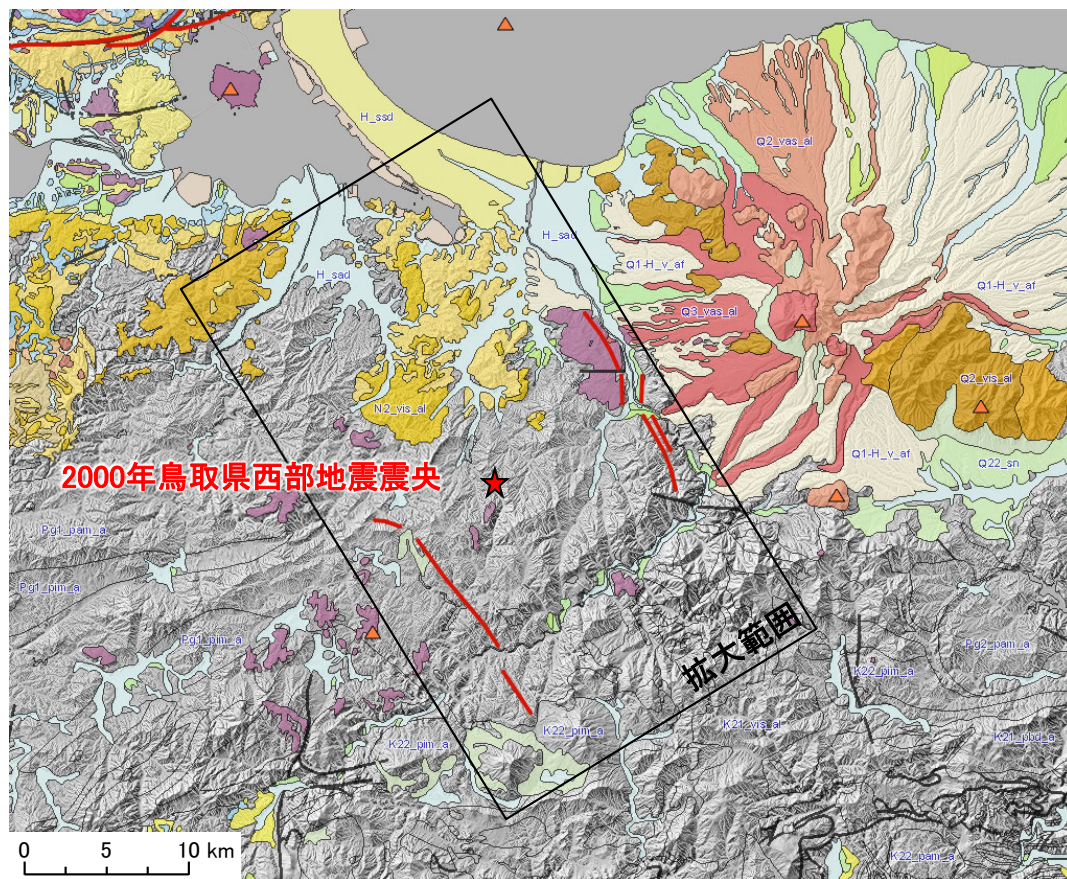 H_ssd
Q2_vas_al
H_sad
H_sad
Q1-H_v_af
Q1-H_v_af
Q3_vas_al
Q2_vis_al
N2_vis_al
Q1-H_v_af
Q22_sn
2000年鳥取県西部地震震央
Pg1_pam_a
Pg1_pim_a
Pg1_pim_a
拡大範囲
Pg2_pam_a
K22_pim_a
K21_vis_al
K21_pbd_a
K22_pim_a
K22_pim_a
K22_pam_a
0 5 10 km